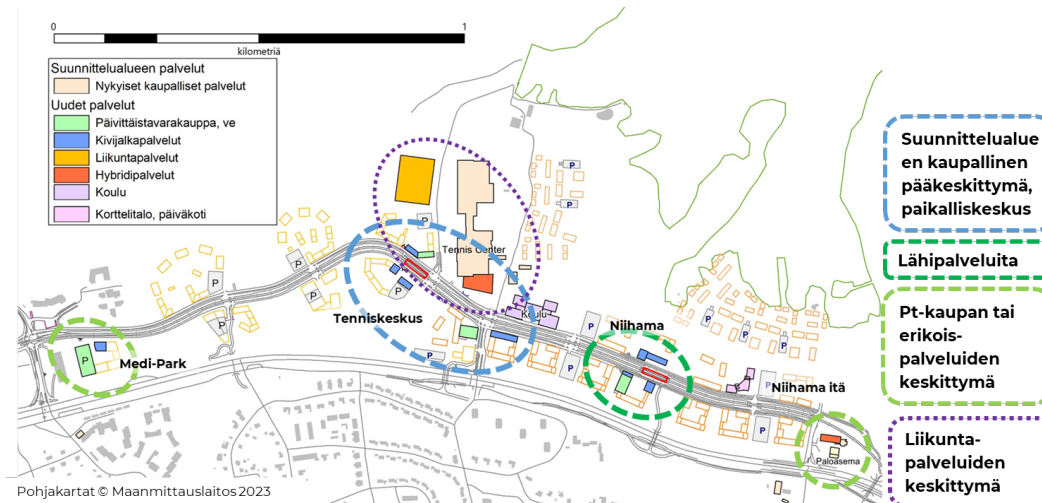 0
1
kilometriä
Suunnittelualueen palvelut
Nykyiset kaupalliset palvelut
Uudet palvelut
Päivittäistavarakauppa, ve
Kivijalkapalvelut
Liikuntapalvelut
Hybridipalvelut
Koulu
Korttelitalo, päiväkoti
Suunnittelualue
en kaupallinen
pääkeskittymä,
paikalliskeskus
Lähipalveluita
Pt-kaupan tai
erikois-
palveluiden
keskittymä
Liikunta-
palveluiden
keskittymä
P
P
P
Tennis Center
P
P
P
P
P
Koulu
Tenniskeskus
P
P
P
P
Niihama
P
P
P
P
Medi-Park
P
P
Niihama itä
P
P
Paloasema
Pohjakartat © Maanmittauslaitos 2023